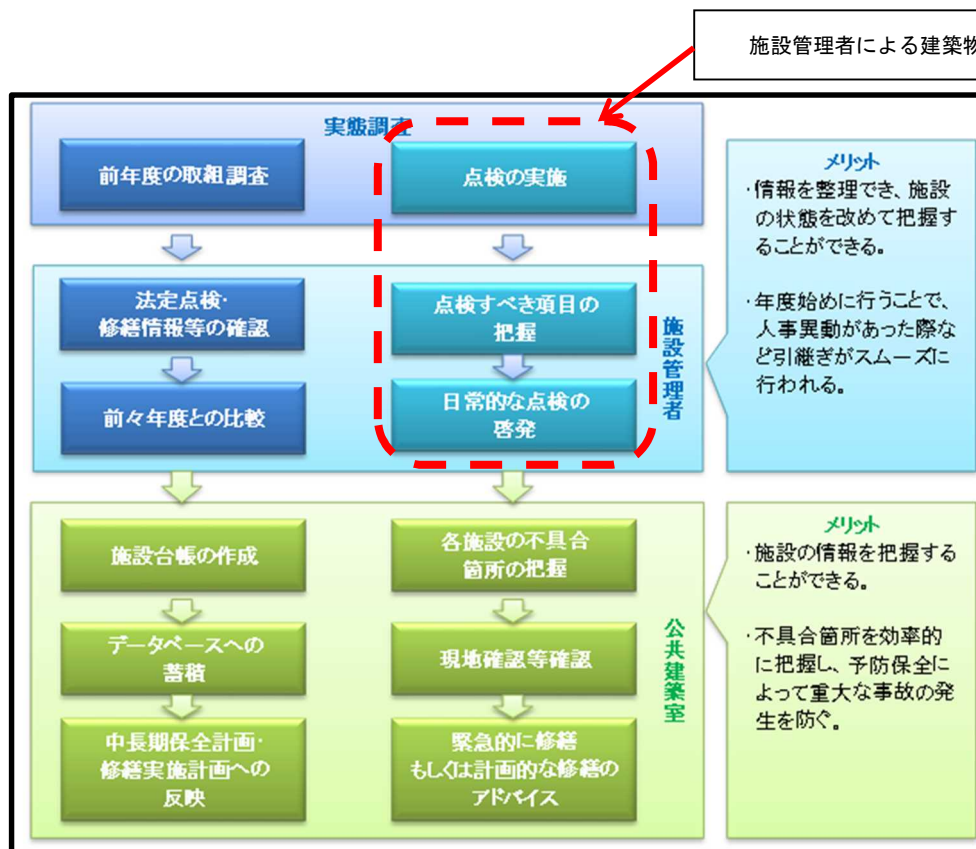 施設管理者による建築物
実態調査
前年度の取組調査
点検の実施
法定点検・
修繕情報等の確認
点検すべき項目の
把握
前々年度との比較
日常的な点検の
啓発
施設管理者
メリット
・情報を整理でき、施設
の状態を改めて把握す
ることができる。
・年度始めに行うことで、
人事異動があった際な
ど引継ぎがスムーズに
行われる。
施設台帳の作成
各施設の不具合
箇所の把握
データベースへの
蓄積
現地確認等確認
中長期保全計画・
修繕実施計画への
反映
緊急的に修繕
もしくは計画的な修繕の
アドバイス
公共建築室
メリット
・施設の情報を把握する
ことができる。
・不具合箇所を効率的
に把握し、予防保全に
よって重大な事故の発
生を防ぐ。